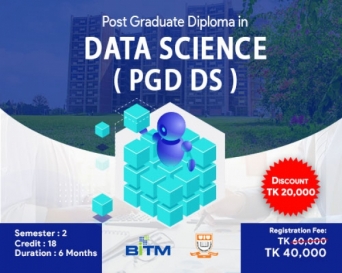 Post Graduate Diploma in
DATA SCIENCE
( PGD DS )
DISCOUNT
TK 20,000
Semester : 2
Credit : 18
Duration : 6 Months
BITM
Registration Fee:
TK 60,000
TK 40,000